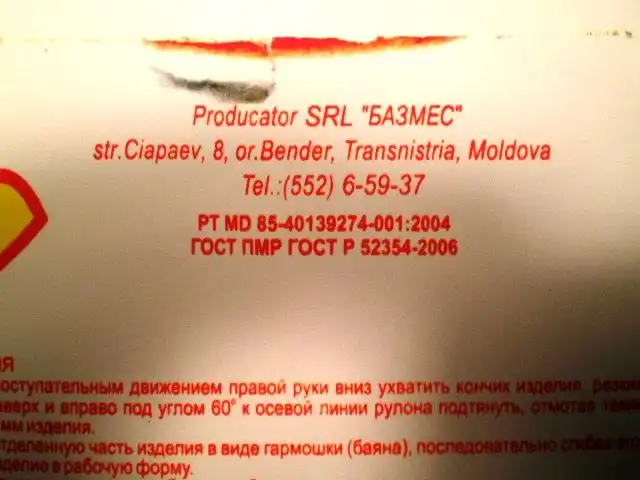 Producator SRL "БАЗМЕС"
str.Ciapaev, 8, or.Bender, Transnistria, Moldova
Tel.:(552) 6-59-37
PT MD 85-40139274-001:2004
ГОСТ ПМР ГОСТ Р 52354-2006
ИЯ
поступательным движением правой руки вниз ухватить кончик изделия
вверх и вправо под углом 60° к осевой линии рулона подтянуть, отмотав
мм изделия.
отделенную часть изделия в виде гармошки (баяна), последовательно
изделие в рабочую форму.